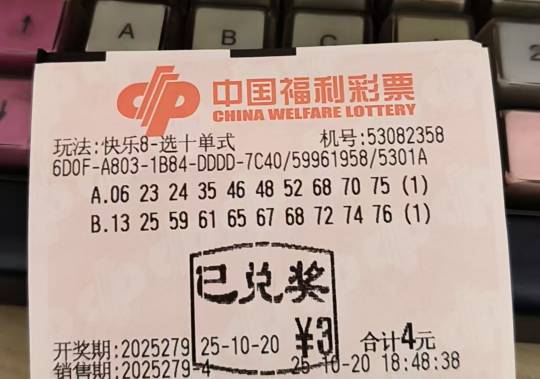 A
B
C
2
中国福利彩票
CHINA WELFARE LOTTERY
玩法:快乐8-选十单式 机号:53082358
6D0F-A803-1B84-DDDD-7C40/59961958/5301A
A.06 23 24 35 46 48 52 68 70 75 (1)
B.13 25 59 61 65 67 68 72 74 76 (1)
已兑奖
¥3
开奖期:2025279 25-10-20 合计4元
销售期:2025279-4 25-10-20 18:48:38